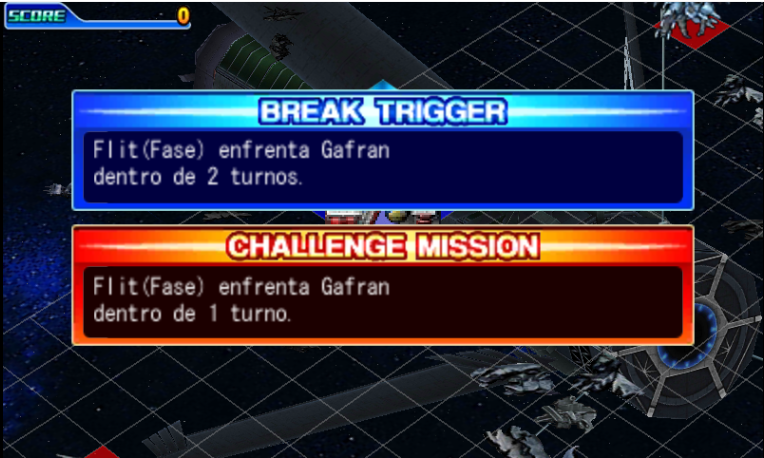 SCORE 0
BREAK TRIGGER
Flit(Fase) enfrenta Gafran
dentro de 2 turnos.
CHALLENGE MISSION
Flit(Fase) enfrenta Gafran
dentro de 1 turno.